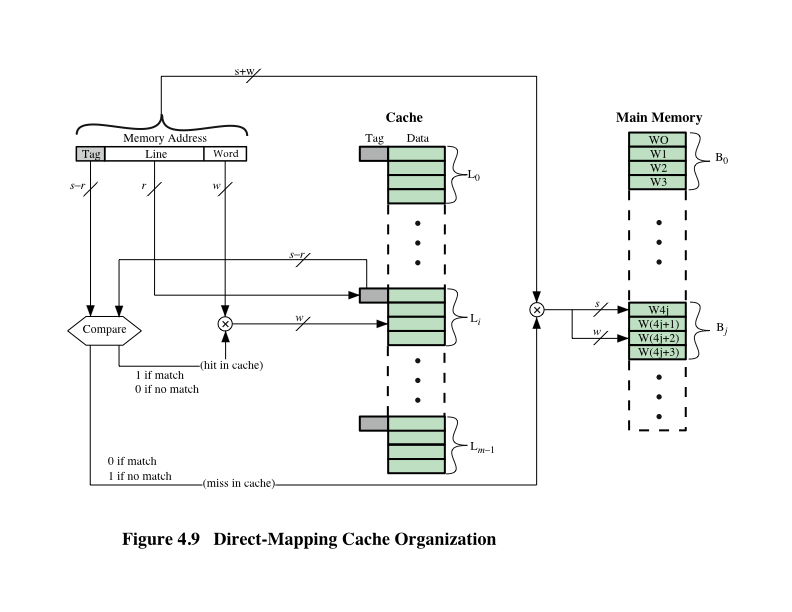 s+w
Cache
Main Memory
Memory Address
Tag Line Word
Tag Data
WO
W1
W2
W3
B0
L0
s–r
r
w
s–r
Compare
w
Li
s
w
W4j
W(4j+1)
W(4j+2)
W(4j+3)
Bj
(hit in cache)
1 if match
0 if no match
Lm–1
0 if match
1 if no match
(miss in cache)
Figure 4.9 Direct-Mapping Cache Organization